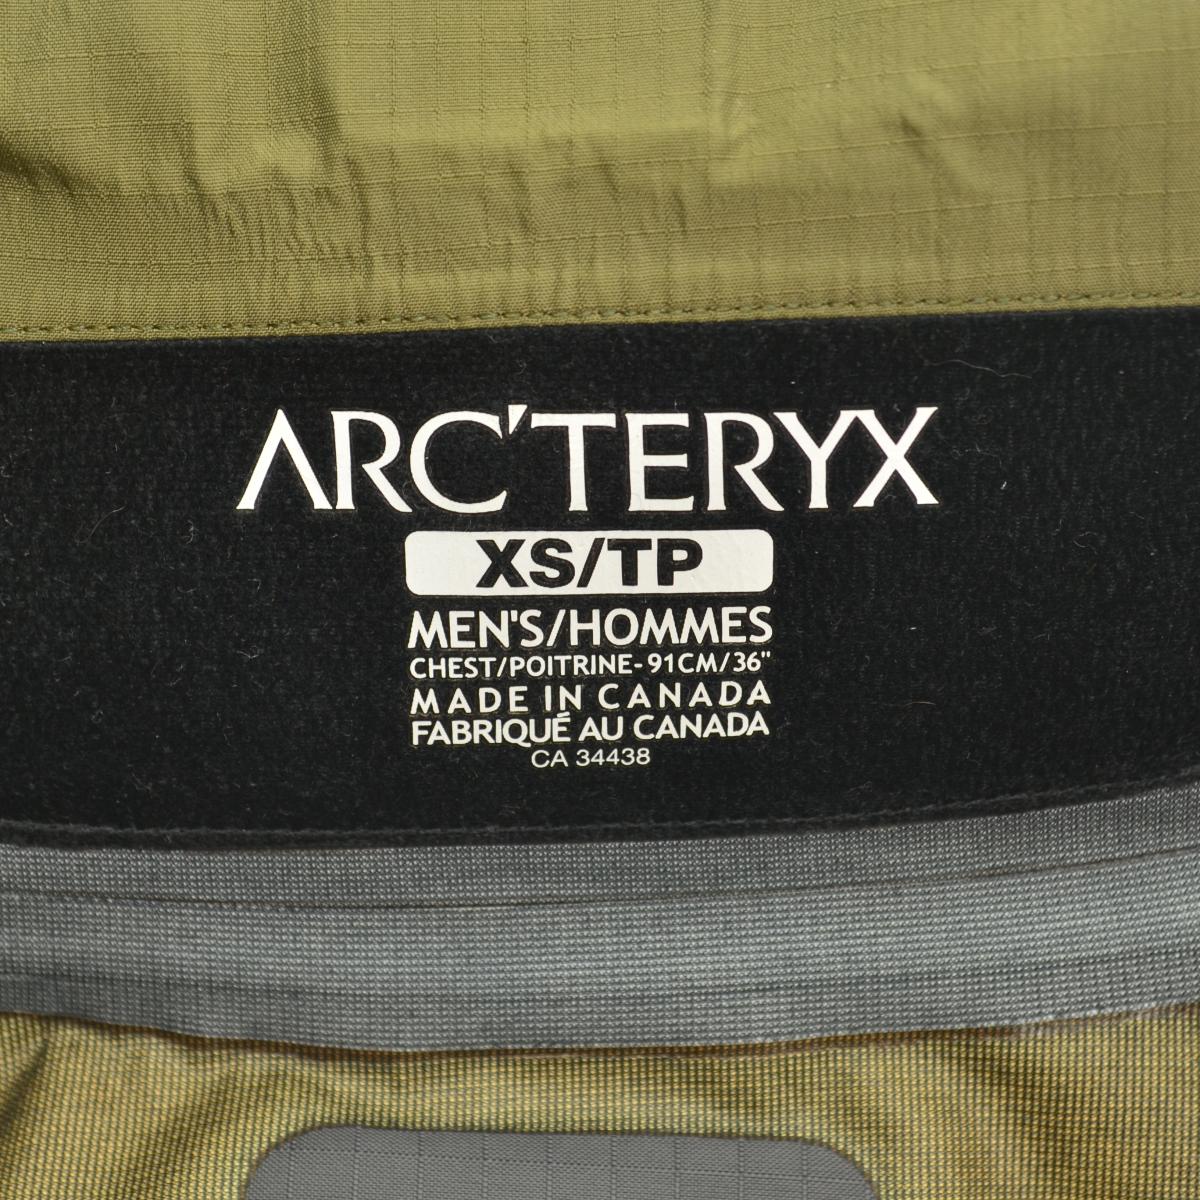 ARC'TERYX
XS/TP
MEN'S/HOMMES
CHEST/POITRINE-91CM/36"
MADE IN CANADA
FABRIQUÉ AU CANADA
CA 34438